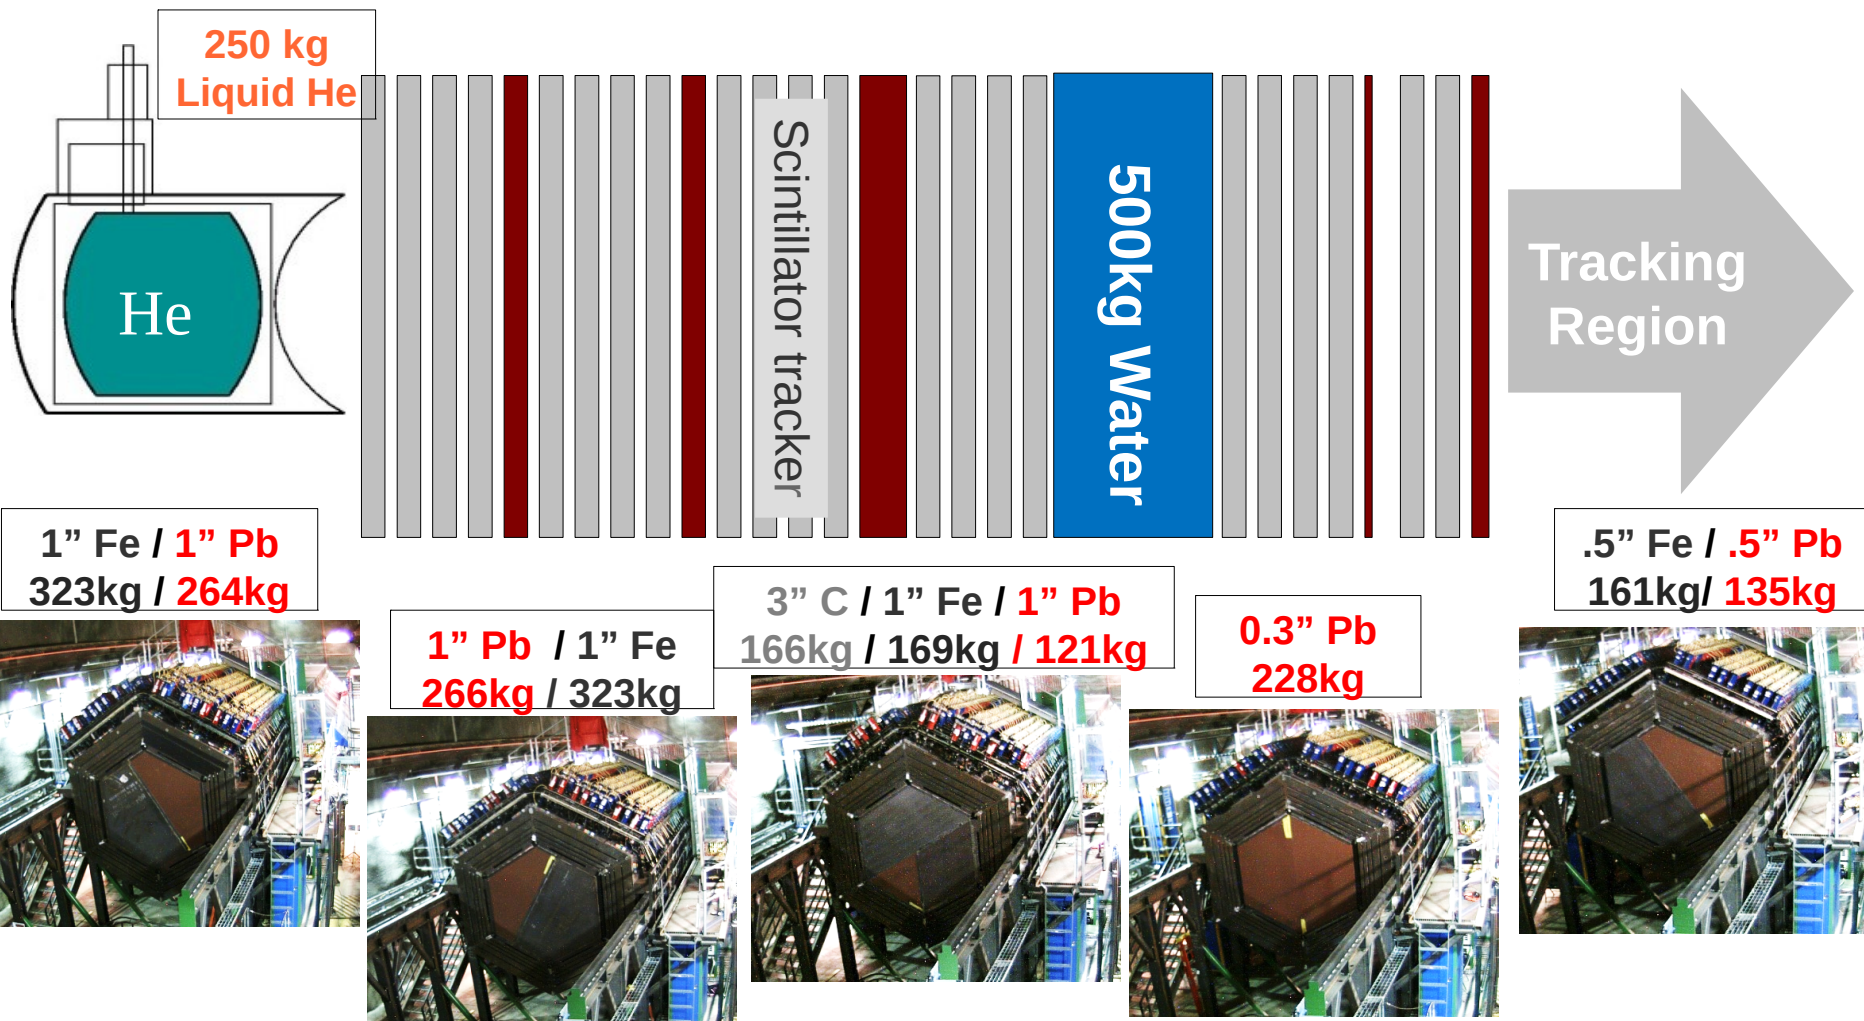 250 kg
Liquid He
He
Scintillator tracker
500kg Water
Tracking
Region
1” Fe / 1” Pb
323kg / 264kg
1” Pb / 1” Fe
266kg / 323kg
3” C / 1” Fe / 1” Pb
166kg / 169kg / 121kg
0.3” Pb
228kg
.5” Fe / .5” Pb
161kg/ 135kg